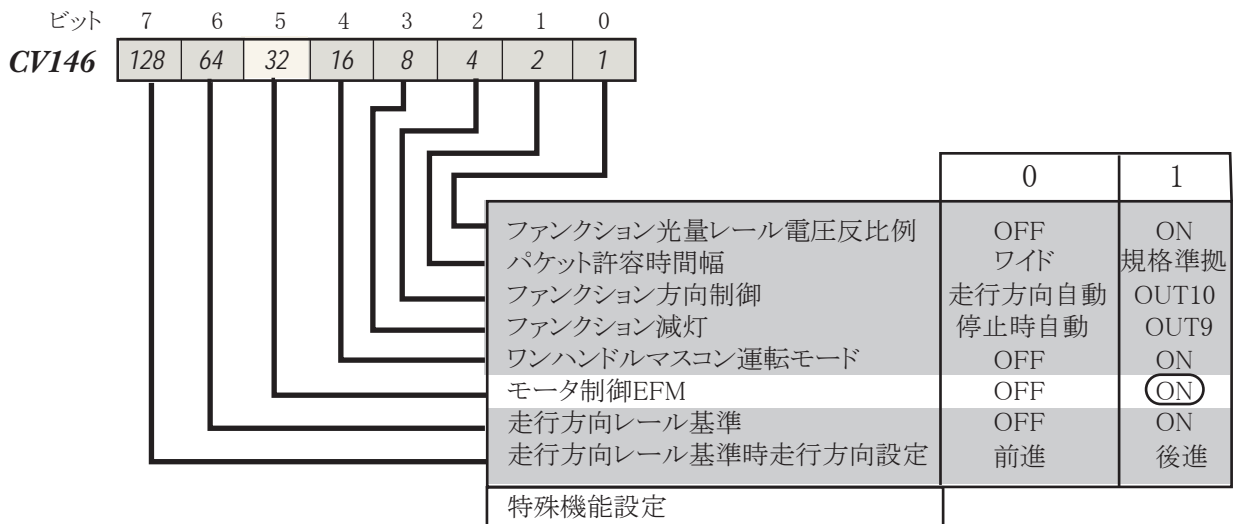 ビット 7 6 5 4 3 2 1 0
CV146 128 64 32 16 8 4 2 1
0 1
ファンクション光量レール電圧反比例 OFF ON
パケット許容時間幅 ワイド 規格準拠
ファンクション方向制御 走行方向自動 OUT10
ファンクション減灯 停止時自動 OUT9
ワンハンドルマスコン運転モード OFF ON
モータ制御EFM OFF ON
走行方向レール基準 OFF ON
走行方向レール基準時走行方向設定 前進 後進
特殊機能設定